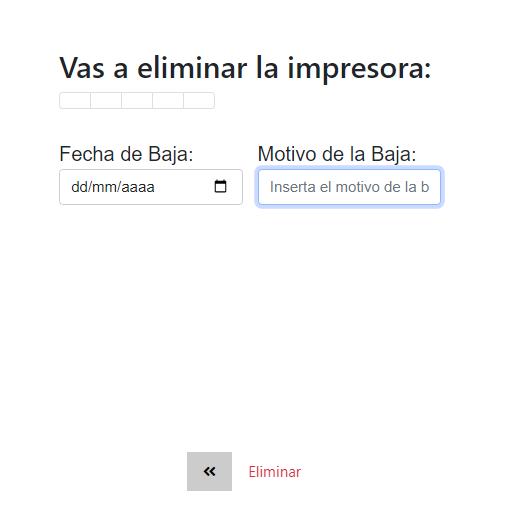 Vas a eliminar la impresora:
Fecha de Baja: Motivo de la Baja:
dd/mm/aaaa Inserta el motivo de la b
Eliminar